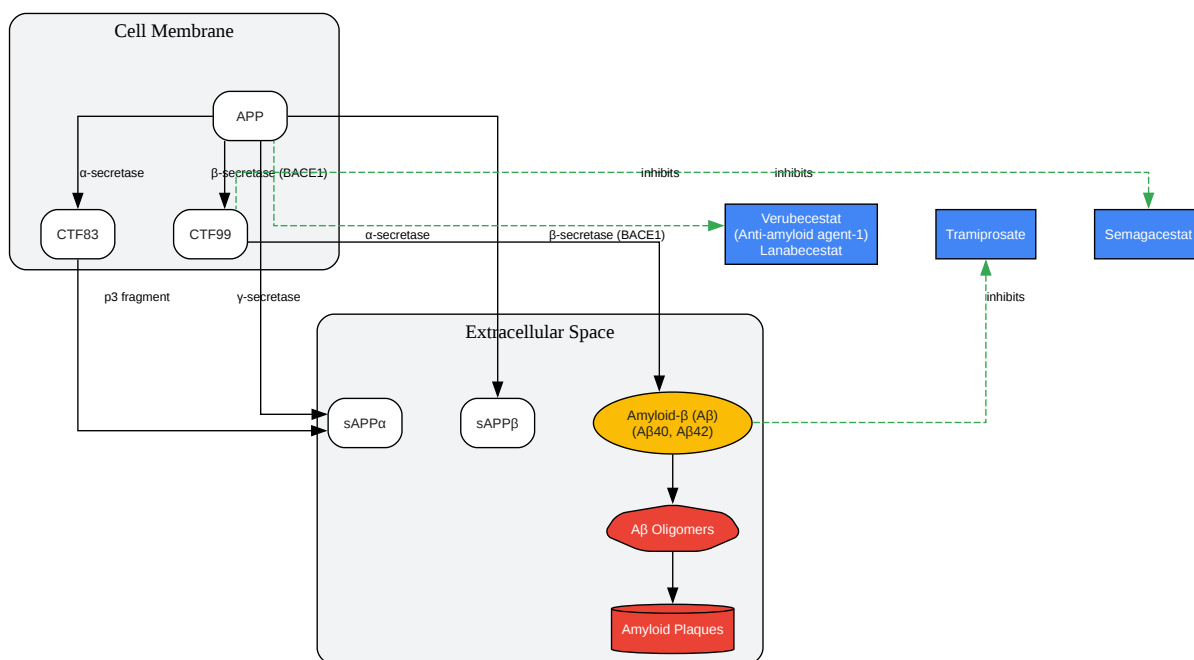 Cell Membrane
APP
α-secretase
β-secretase (BACE1)
inhibits
inhibits
CTF83
CTF99
α-secretase
β-secretase (BACE1)
Verubecestat
(Anti-amyloid agent-1)
Lanabecestat
Tramiprosate
Semagacestat
p3 fragment
γ-secretase
inhibits
Extracellular Space
sAPPα
sAPPβ
Amyloid-β (Aβ)
(Aβ40, Aβ42)
Aβ Oligomers
Amyloid Plaques